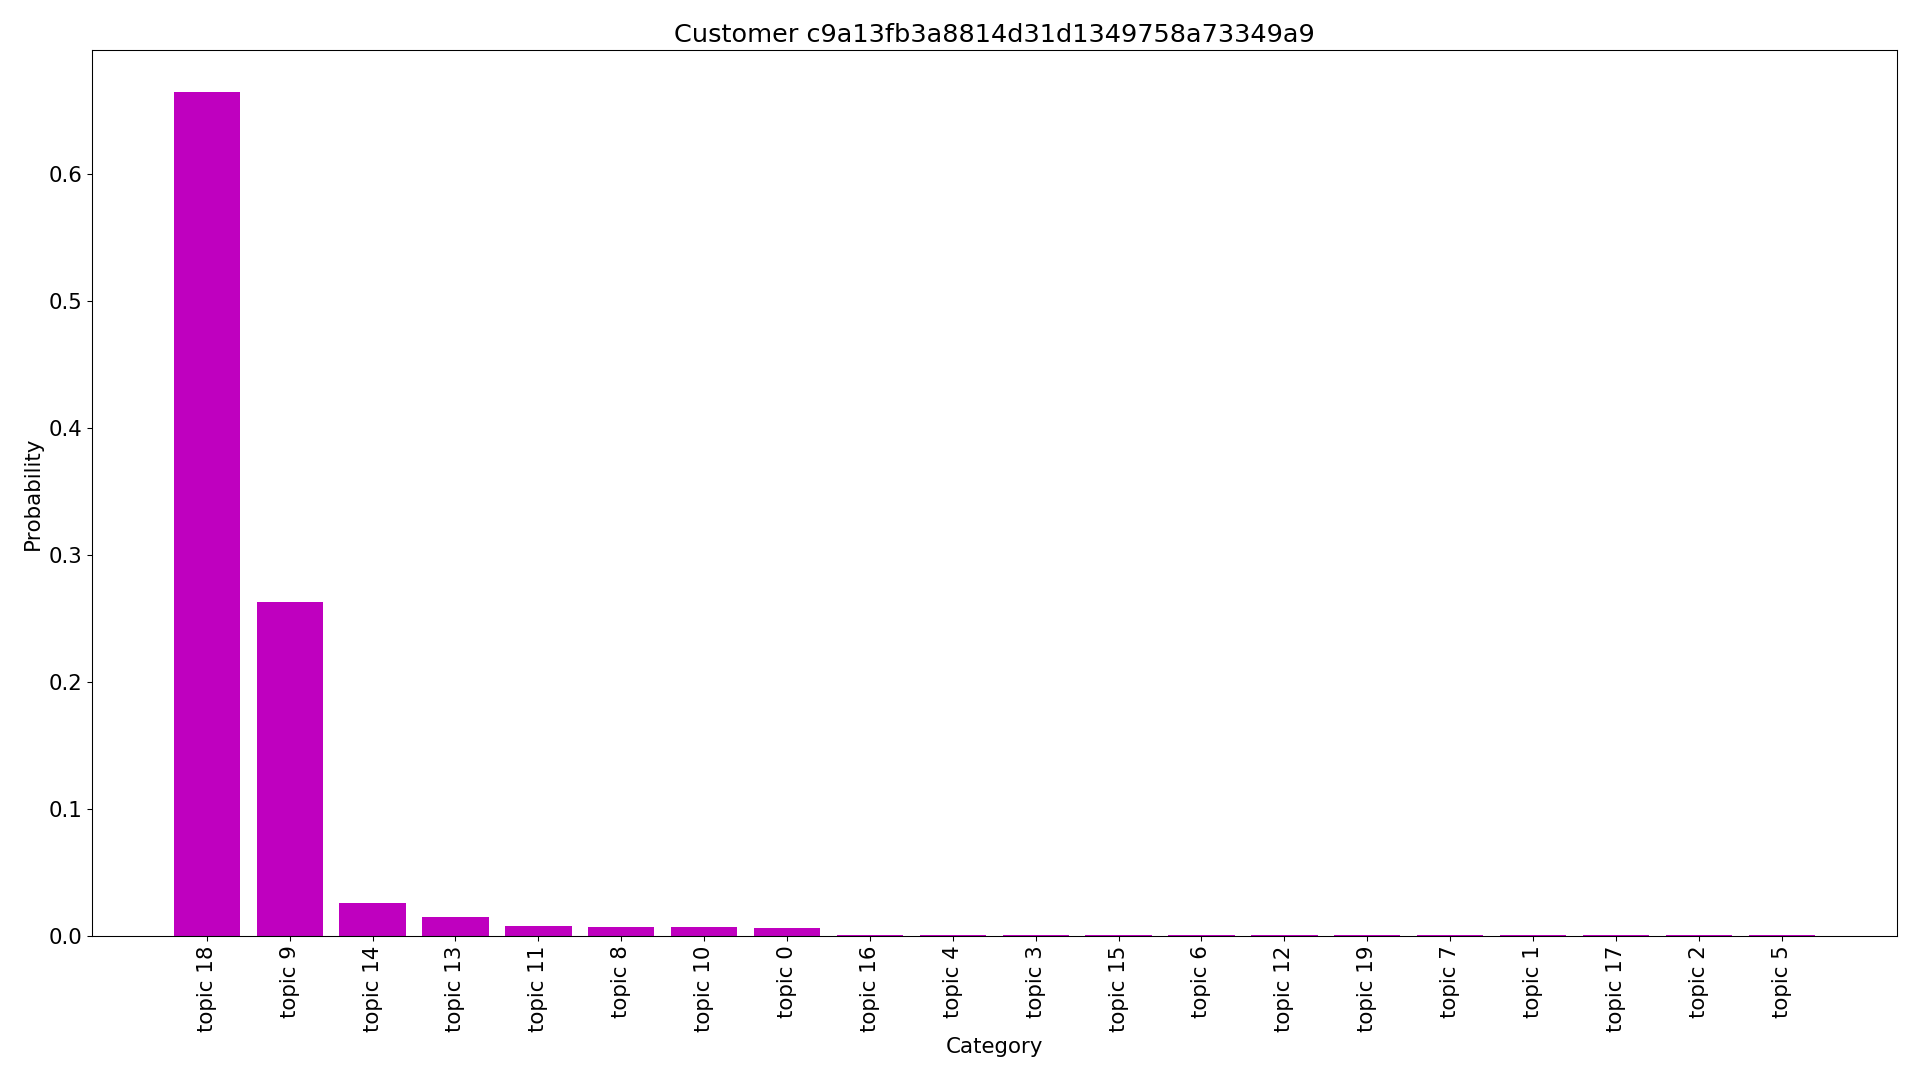 Customer c9a13fb3a8814d31d1349758a73349a9
Probability
0.6
0.5
0.4
0.3
0.2
0.1
0.0
topic 18
topic 9
topic 14
topic 13
topic 11
topic 8
topic 10
topic 0
topic 16
topic 4
topic 3
topic 15
topic 6
topic 12
topic 19
topic 7
topic 1
topic 17
topic 2
topic 5
Category